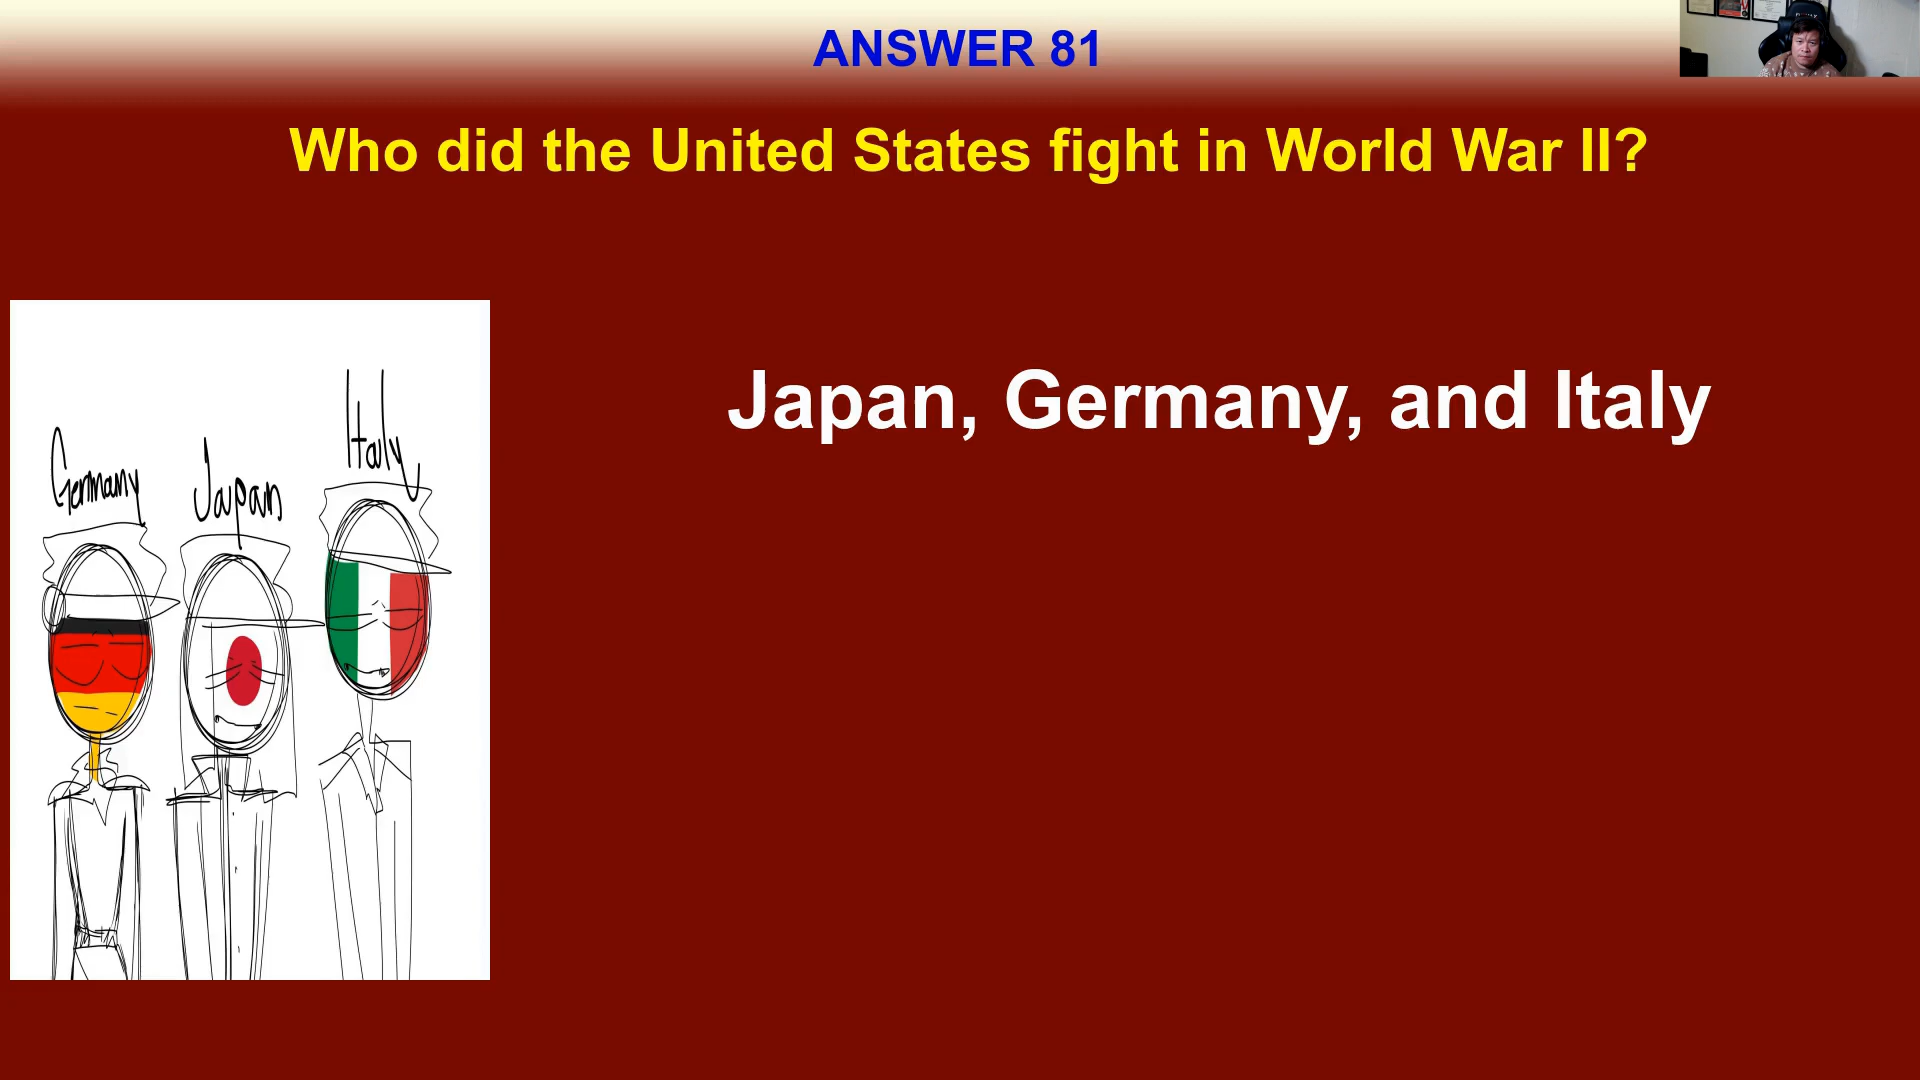 ANSWER 81
Who did the United States fight in World War II?
Japan, Germany, and Italy
Germany
Japan
Italy